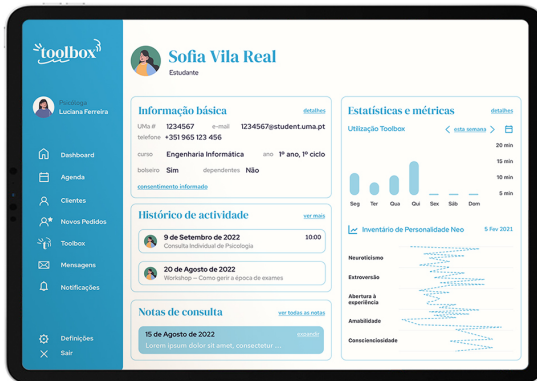 toolbox
Psicóloga
Luciana Ferreira
Dashboard
Agenda
Clientes
Novos Pedidos
Toolbox
Mensagens
Notificações
Definições
Sair
Sofia Vila Real
Estudante
Informação básica
detalhes
UMa # 1234567 e-mail 1234567@student.uma.pt
telefone +351 965 123 456
curso Engenharia Informática ano 1º ano, 1º ciclo
bolseiro Sim dependentes Não
consentimento informado
Histórico de actividade
ver mais
9 de Setembro de 2022 10:00
Consulta Individual de Psicologia
20 de Agosto de 2022
Workshop – Como gerir a época de exames
Notas de consulta
ver todas as notas
15 de Agosto de 2022 expandir
Lorem ipsum dolor sit amet, consectetur ...
Estatísticas e métricas
detalhes
Utilização Toolbox
< esta semana >
20 min
15 min
10 min
5 min
Seg Ter Qua Qui Sex Sáb Dom
Inventário de Personalidade Neo 5 Fev 2021
Neuroticismo
Extroversão
Abertura à
experiência
Amabilidade
Conscienciosidade